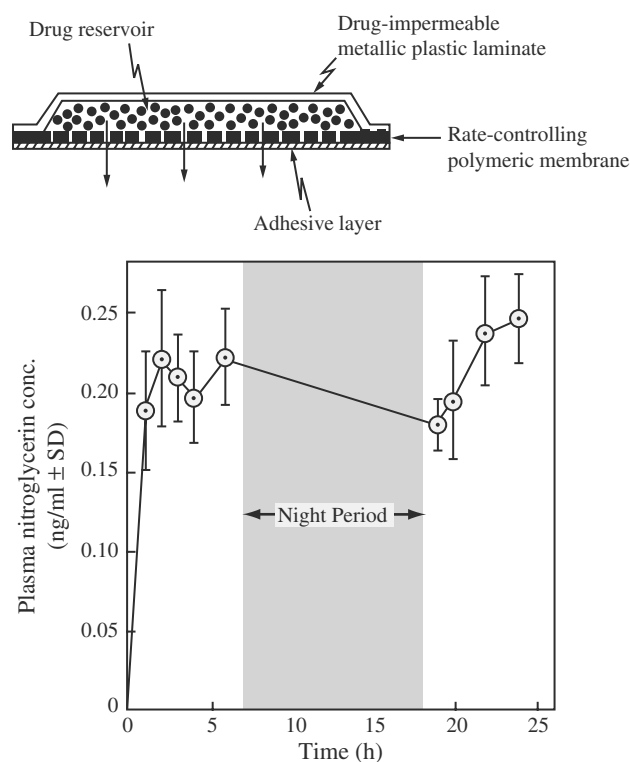 Drug reservoir
Drug-impermeable
metallic plastic laminate
Rate-controlling
polymeric membrane
Adhesive layer
Plasma nitroglycerin conc.
(ng/ml ± SD)
0.25
0.20
0.15
0.10
0.05
0
Night Period
0 5 10 15 20 25
Time (h)